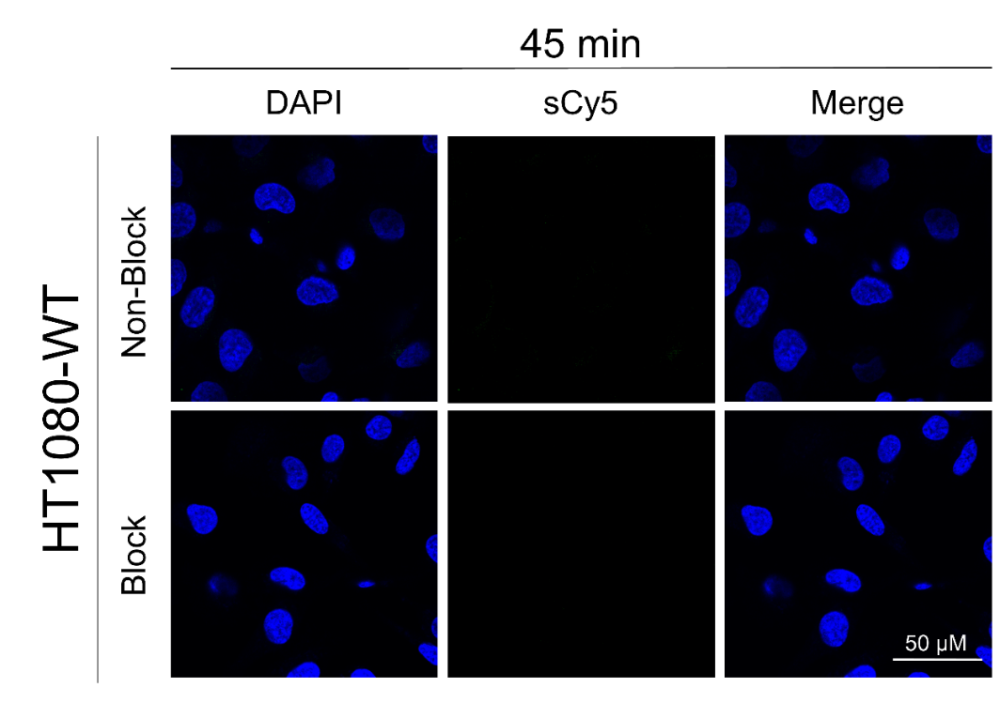 45 min
DAPI
sCy5
Merge
HT1080-WT
Non-Block
Block
50 µM